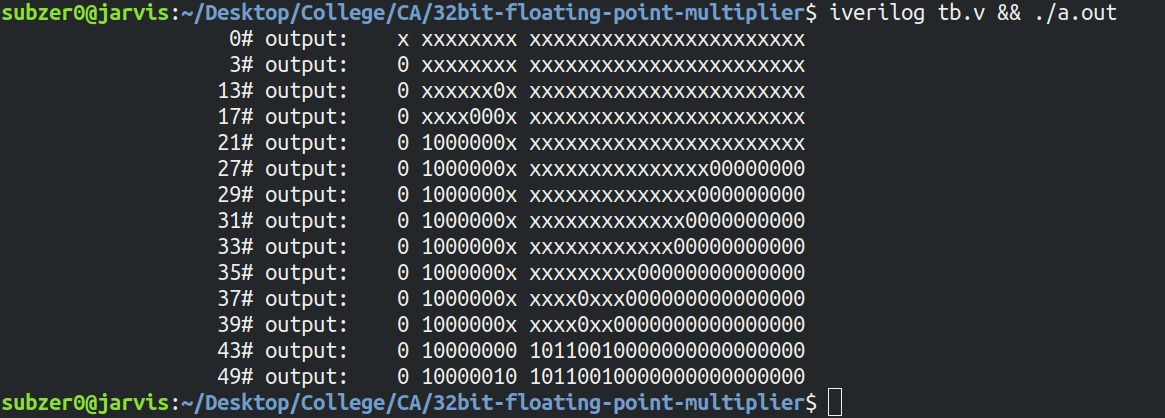 subzer0@jarvis:~/Desktop/College/CA/32bit-floating-point-multiplier$ iverilog tb.v && ./a.out
0# output:    x xxxxxxxx xxxxxxxxxxxxxxxxxxxxxxx
3# output:    0 xxxxxxxx xxxxxxxxxxxxxxxxxxxxxxx
13# output:    0 xxxxxx0x xxxxxxxxxxxxxxxxxxxxxxx
17# output:    0 xxxx000x xxxxxxxxxxxxxxxxxxxxxxx
21# output:    0 1000000x xxxxxxxxxxxxxxxxxxxxxxx
27# output:    0 1000000x xxxxxxxxxxxxxxx00000000
29# output:    0 1000000x xxxxxxxxxxxxxx000000000
31# output:    0 1000000x xxxxxxxxxxxxx0000000000
33# output:    0 1000000x xxxxxxxxxxxx00000000000
35# output:    0 1000000x xxxxxxxxx00000000000000
37# output:    0 1000000x xxxx0xxx000000000000000
39# output:    0 1000000x xxxx0xx0000000000000000
43# output:    0 10000000 10110010000000000000000
49# output:    0 10000010 10110010000000000000000
subzer0@jarvis:~/Desktop/College/CA/32bit-floating-point-multiplier$